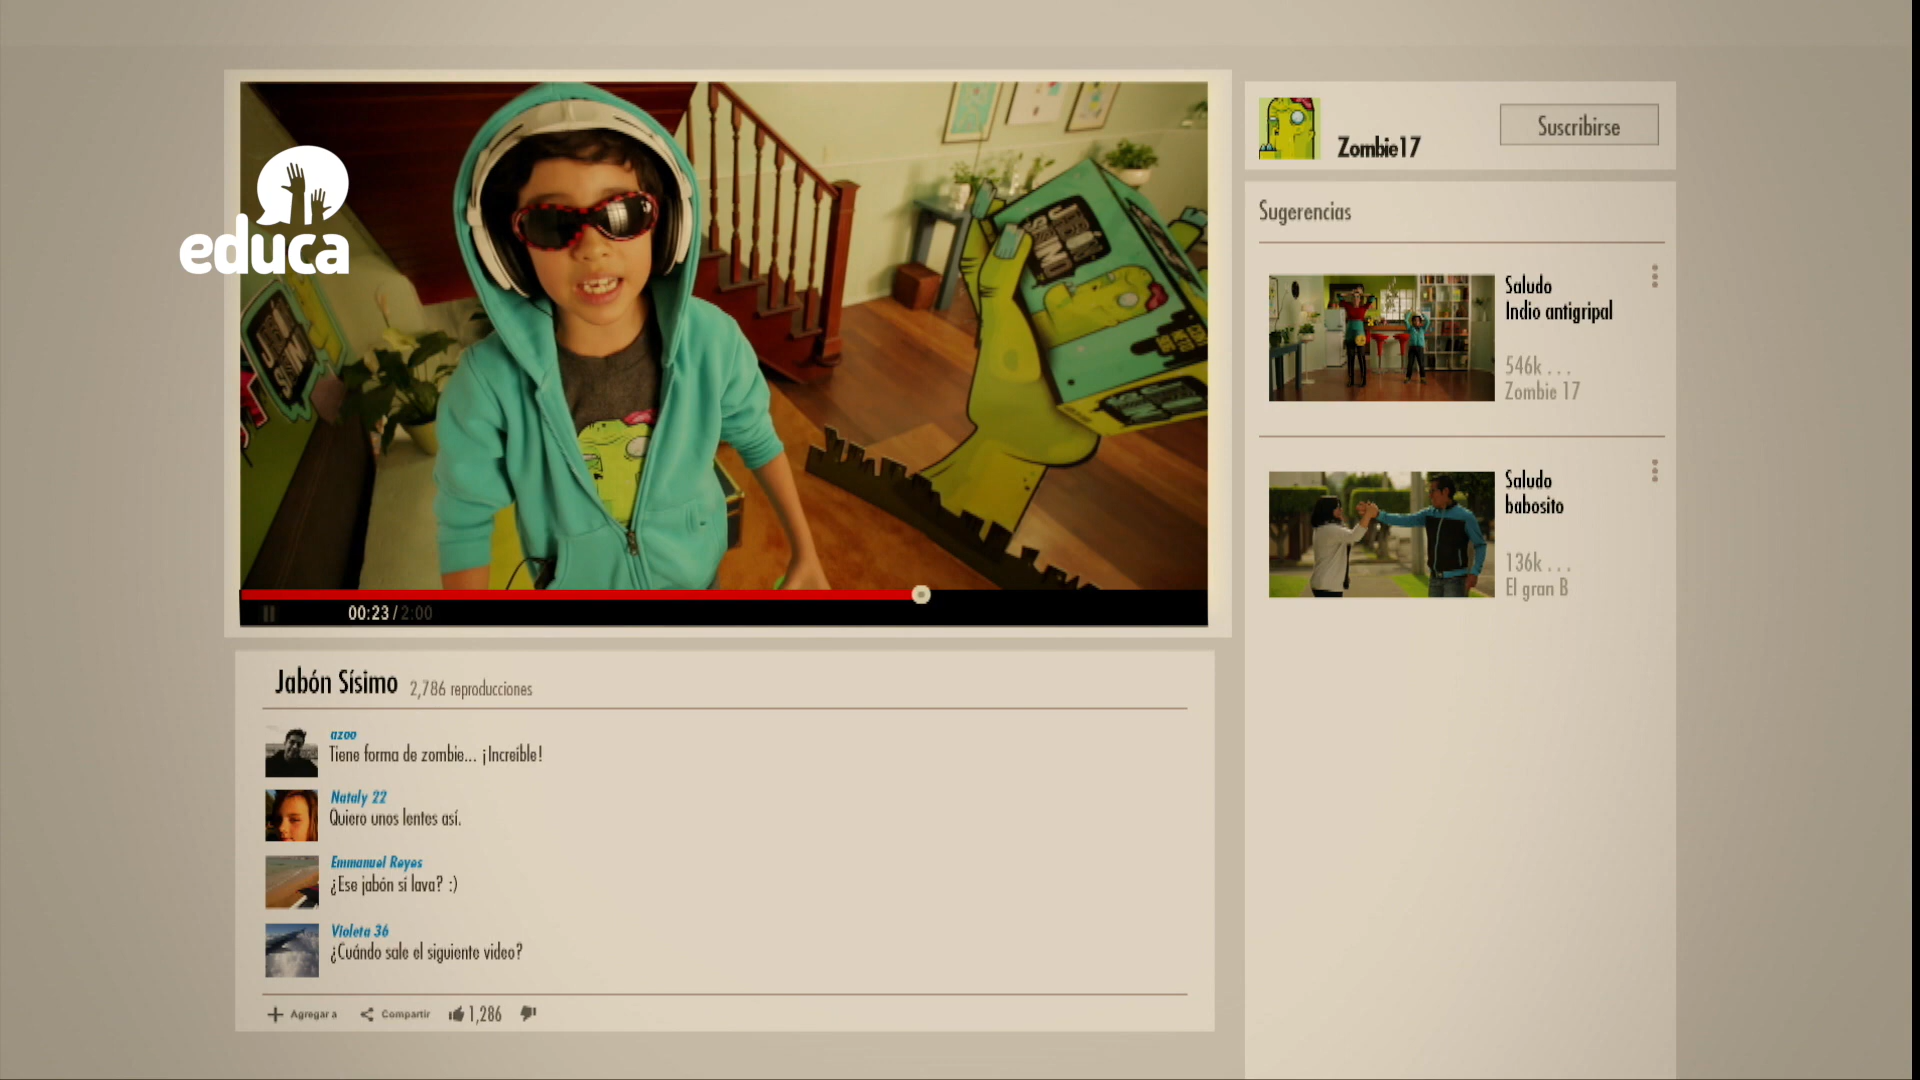 educa
00:23 / 2:00
Zombie17
Suscribirse
Sugerencias
Saludo
Indio antigripal
546k . . .
Zombie 17
Saludo
babosito
136k . . .
El gran B
Jabón Sísimo 2,786 reproducciones
azoo
Tiene forma de zombie... ¡Increíble!
Nataly 22
Quiero unos lentes así.
Emmanuel Reyes
¿Ese jabón sí lava? :)
Violeta 36
¿Cuándo sale el siguiente video?
Agregar a Compartir 1,286